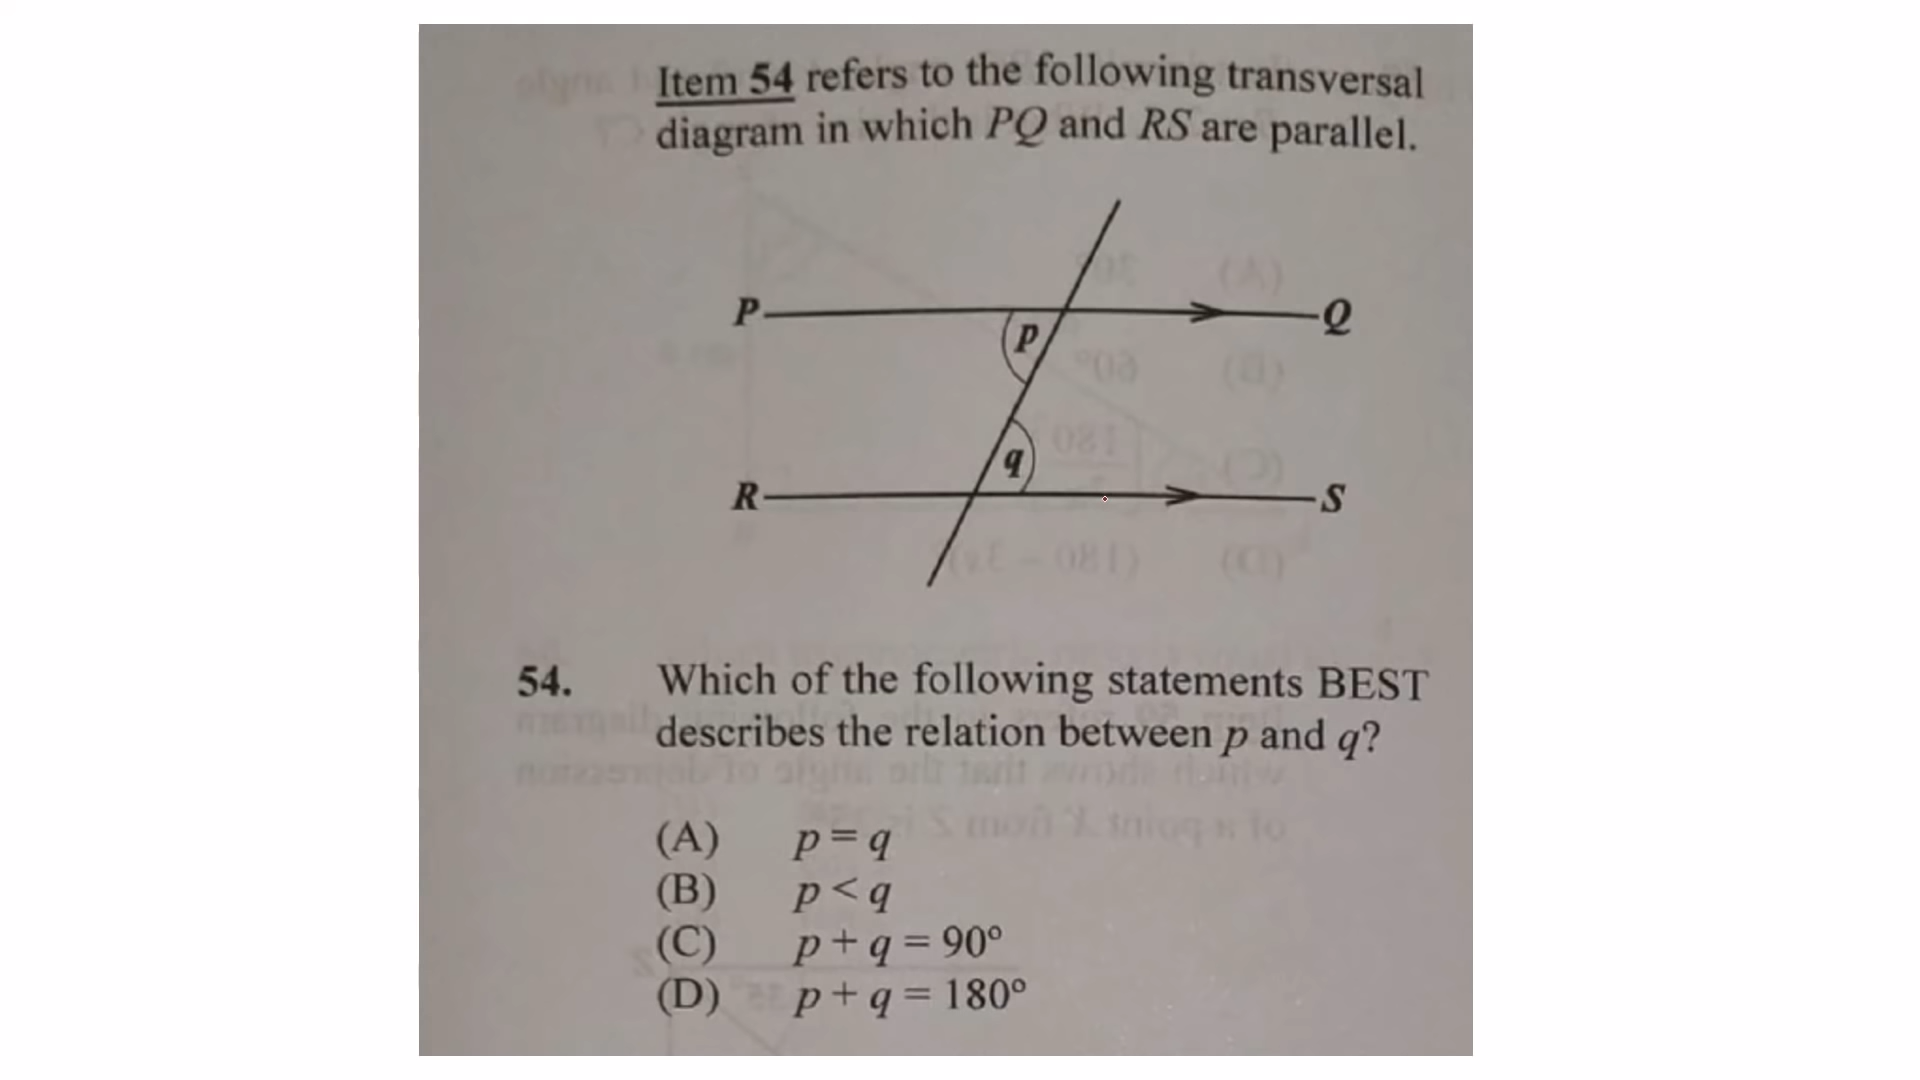 Item 54 refers to the following transversal
diagram in which PQ and RS are parallel.
P
Q
p
q
R
S
54. Which of the following statements BEST
describes the relation between p and q?
(A) p = q
(B) p < q
(C) p + q = 90°
(D) p + q = 180°